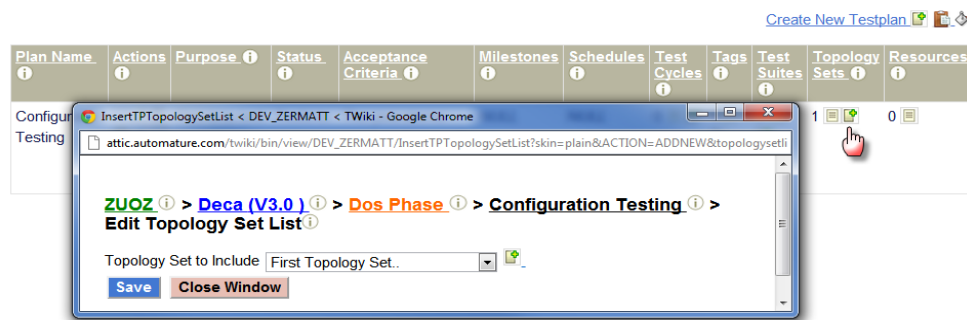 Create New Testplan
Plan Name Actions Purpose Status Acceptance Criteria Milestones Schedules Test Cycles Tags Test Suites Topology Sets Resources
Configur
Testing
1
0
InsertTPTopologySetList < DEV_ZERMATT < TWiki - Google Chrome
attic.automature.com/twiki/bin/view/DEV_ZERMATT/InsertTPTopologySetList?skin=plain&ACTION=ADDNEW&topologysetli
ZUOZ > Deca (V3.0 ) > Dos Phase > Configuration Testing >
Edit Topology Set List
Topology Set to Include First Topology Set..
Save Close Window